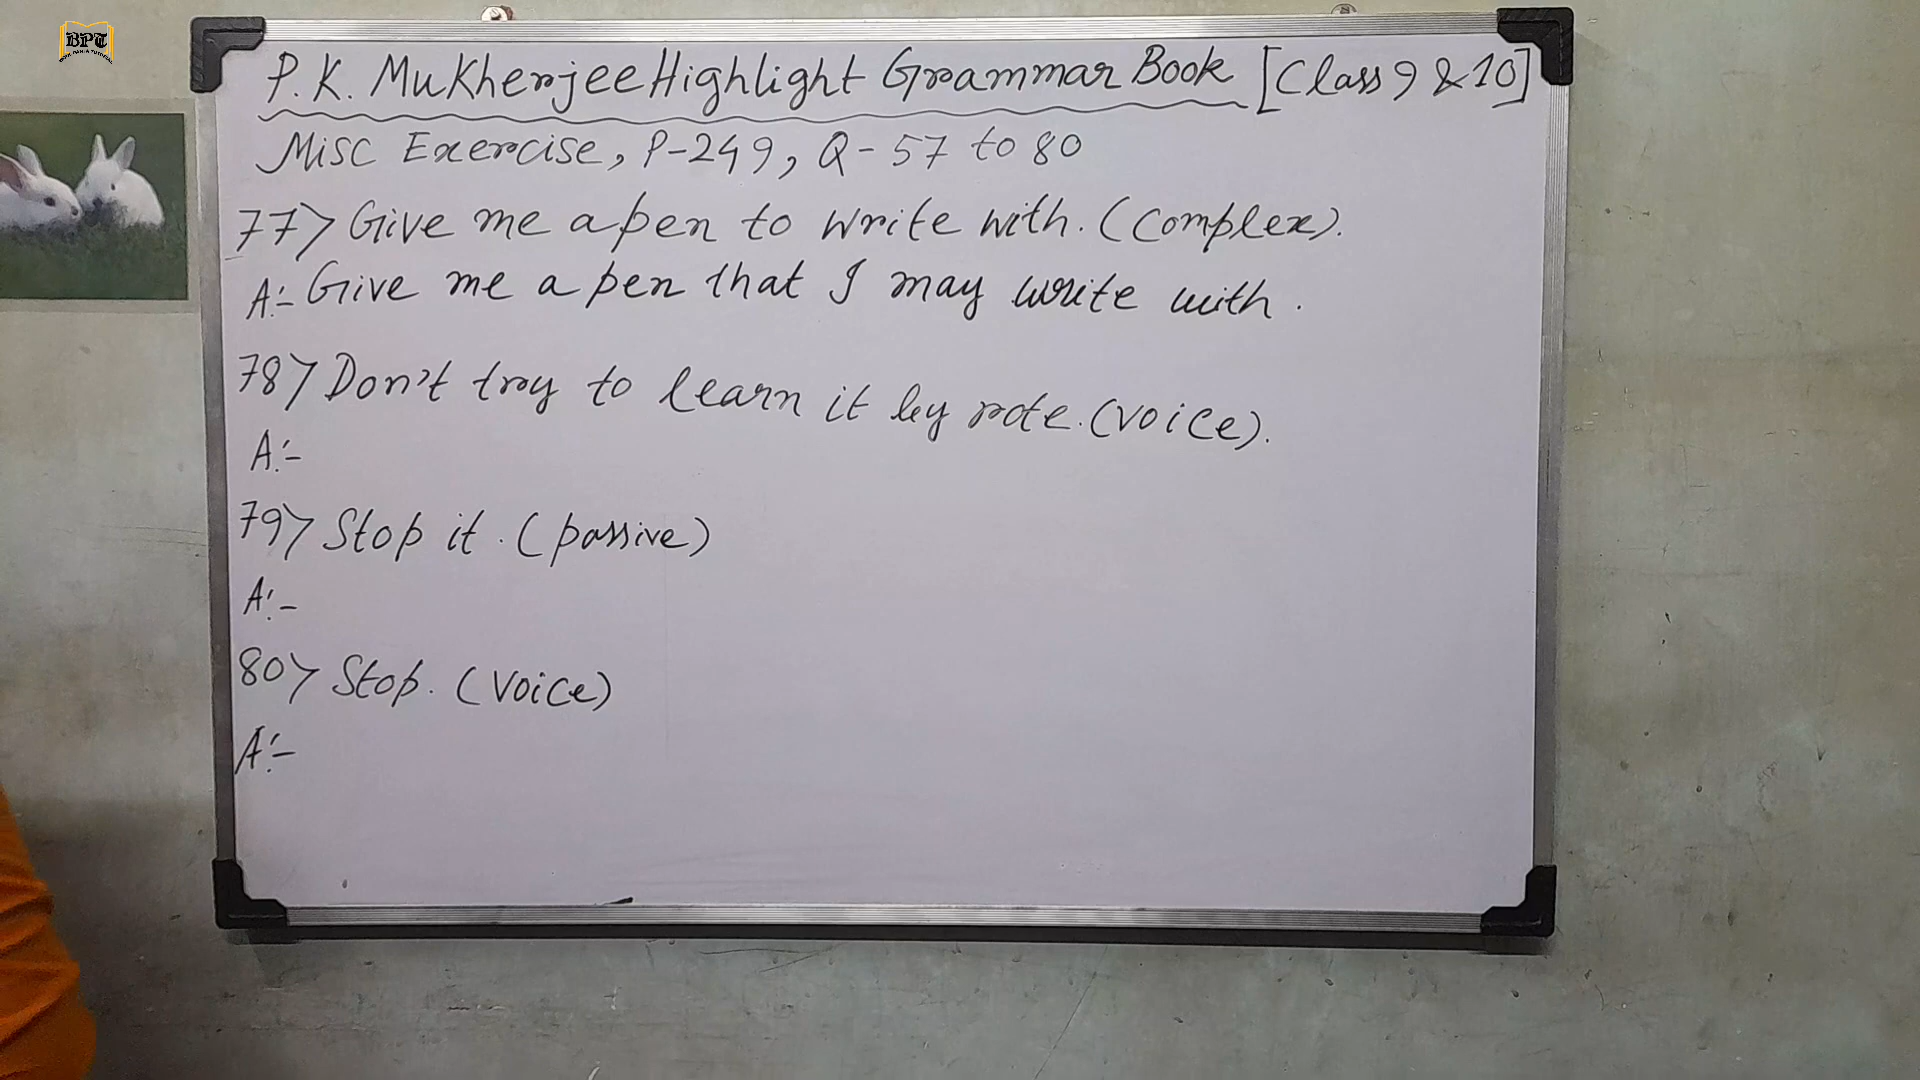 BPT
P.K. Mukherjee Highlight Grammar Book [Class 9 & 10]
Misc Exercise, P-249, Q-57 to 80
77> Give me a pen to write with. (Complex).
A:- Give me a pen that I may write with.
78> Don't try to learn it by rote. (voice).
A:-
79> Stop it. (passive)
A:-
80> Stop. (Voice)
A:-